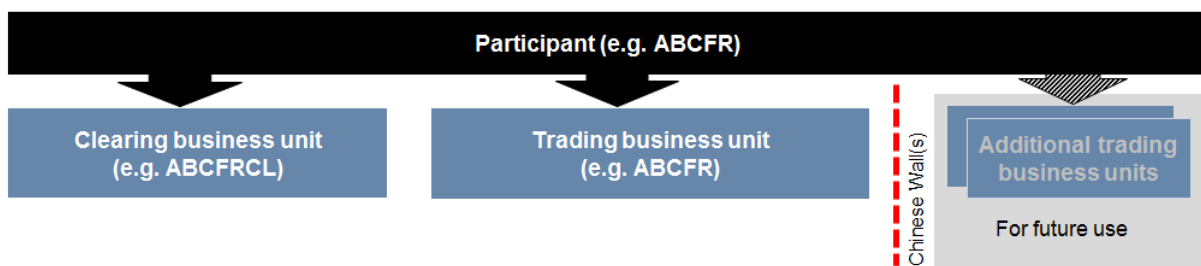 Participant (e.g. ABCFR)
Clearing business unit
(e.g. ABCFRCL)
Trading business unit
(e.g. ABCFR)
Chinese Wall(s)
Additional trading
business units
For future use